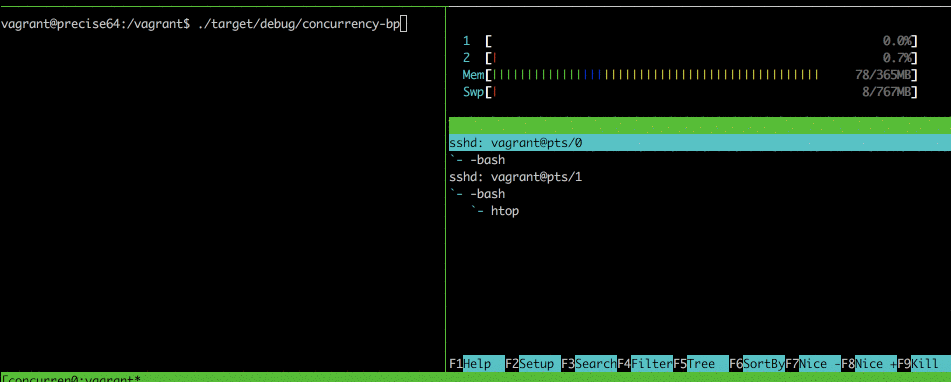 vagrant@precise64:/vagrant$ ./target/debug/concurrency-bp
1 [ 0.0%]
2 [| 0.7%]
Mem[||||||||||||||||||||||||||||||||||||||||||||| 78/365MB]
Swp[| 8/767MB]
sshd: vagrant@pts/0
`- -bash
sshd: vagrant@pts/1
`- -bash
`- htop
F1Help F2Setup F3SearchF4FilterF5Tree F6SortByF7Nice -F8Nice +F9Kill
[concurren0:vagrant*